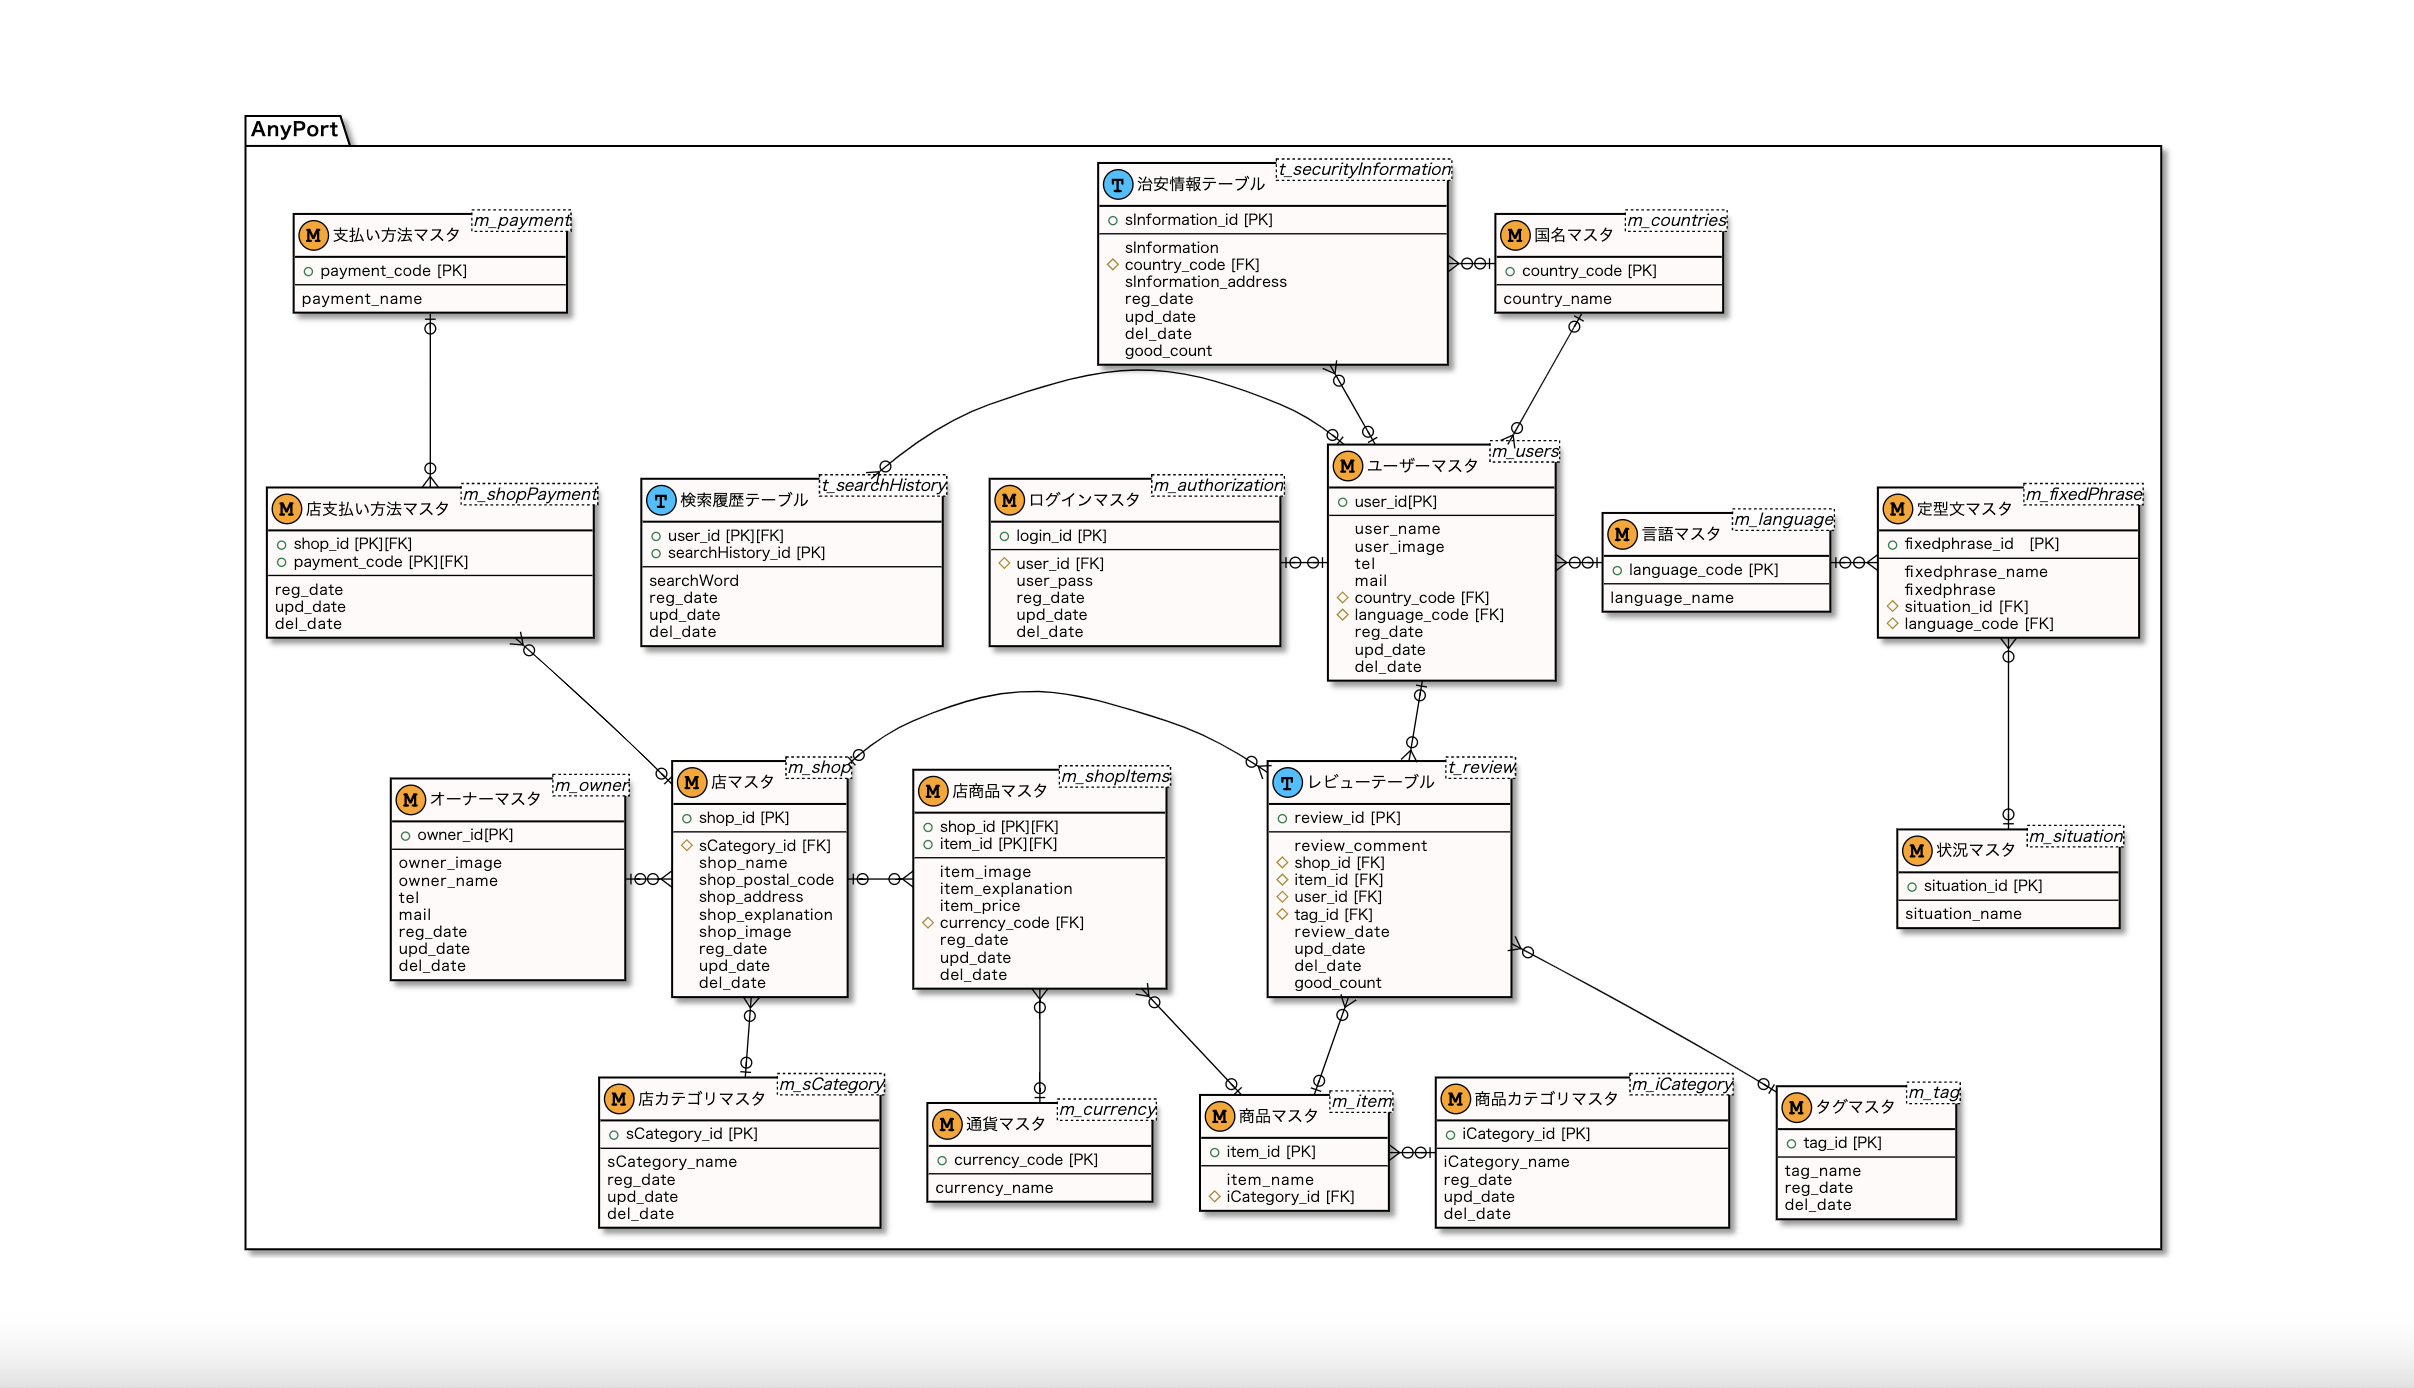 AnyPort
t_securityInformation
治安情報テーブル
sInformation_id [PK]
sInformation
country_code [FK]
sInformation_address
reg_date
upd_date
del_date
good_count
m_payment
支払い方法マスタ
payment_code [PK]
payment_name
m_countries
国名マスタ
country_code [PK]
country_name
m_shopPayment
店支払い方法マスタ
shop_id [PK][FK]
payment_code [PK][FK]
reg_date
upd_date
del_date
t_searchHistory
検索履歴テーブル
user_id [PK][FK]
searchHistory_id [PK]
searchWord
reg_date
upd_date
del_date
m_authorization
ログインマスタ
login_id [PK]
user_id [FK]
user_pass
reg_date
upd_date
del_date
m_users
ユーザーマスタ
user_id[PK]
user_name
user_image
tel
mail
country_code [FK]
language_code [FK]
reg_date
upd_date
del_date
m_language
言語マスタ
language_code [PK]
language_name
m_fixedPhrase
定型文マスタ
fixedphrase_id [PK]
fixedphrase_name
fixedphrase
situation_id [FK]
language_code [FK]
m_owner
オーナーマスタ
owner_id[PK]
owner_image
owner_name
tel
mail
reg_date
upd_date
del_date
m_shop
店マスタ
shop_id [PK]
sCategory_id [FK]
shop_name
shop_postal_code
shop_address
shop_explanation
shop_image
reg_date
upd_date
del_date
m_shopItems
店商品マスタ
shop_id [PK][FK]
item_id [PK][FK]
item_image
item_explanation
item_price
currency_code [FK]
reg_date
upd_date
del_date
t_review
レビューテーブル
review_id [PK]
review_comment
shop_id [FK]
item_id [FK]
user_id [FK]
tag_id [FK]
review_date
upd_date
del_date
good_count
m_situation
状況マスタ
situation_id [PK]
situation_name
m_sCategory
店カテゴリマスタ
sCategory_id [PK]
sCategory_name
reg_date
upd_date
del_date
m_currency
通貨マスタ
currency_code [PK]
currency_name
m_item
商品マスタ
item_id [PK]
item_name
iCategory_id [FK]
m_iCategory
商品カテゴリマスタ
iCategory_id [PK]
iCategory_name
reg_date
upd_date
del_date
m_tag
タグマスタ
tag_id [PK]
tag_name
reg_date
del_date